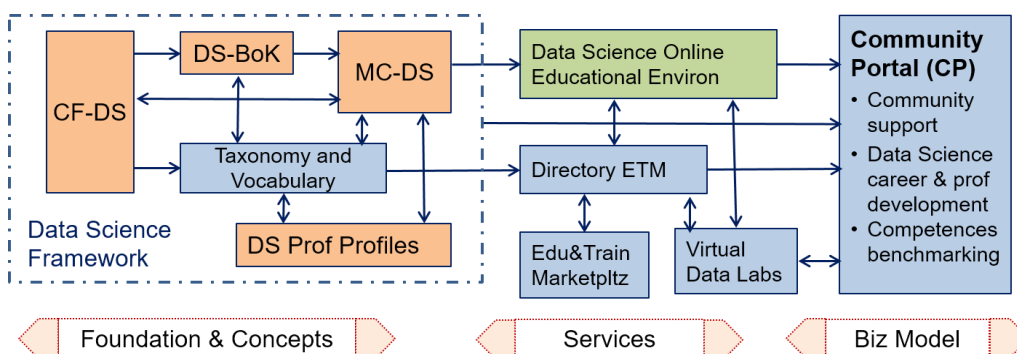 CF-DS
DS-BoK
MC-DS
Taxonomy and
Vocabulary
DS Prof Profiles
Data Science
Framework
Data Science Online
Educational Environ
Directory ETM
Edu&Train
Marketpltz
Virtual
Data Labs
Community
Portal (CP)
• Community
support
• Data Science
career & prof
development
• Competences
benchmarking
Foundation & Concepts
Services
Biz Model